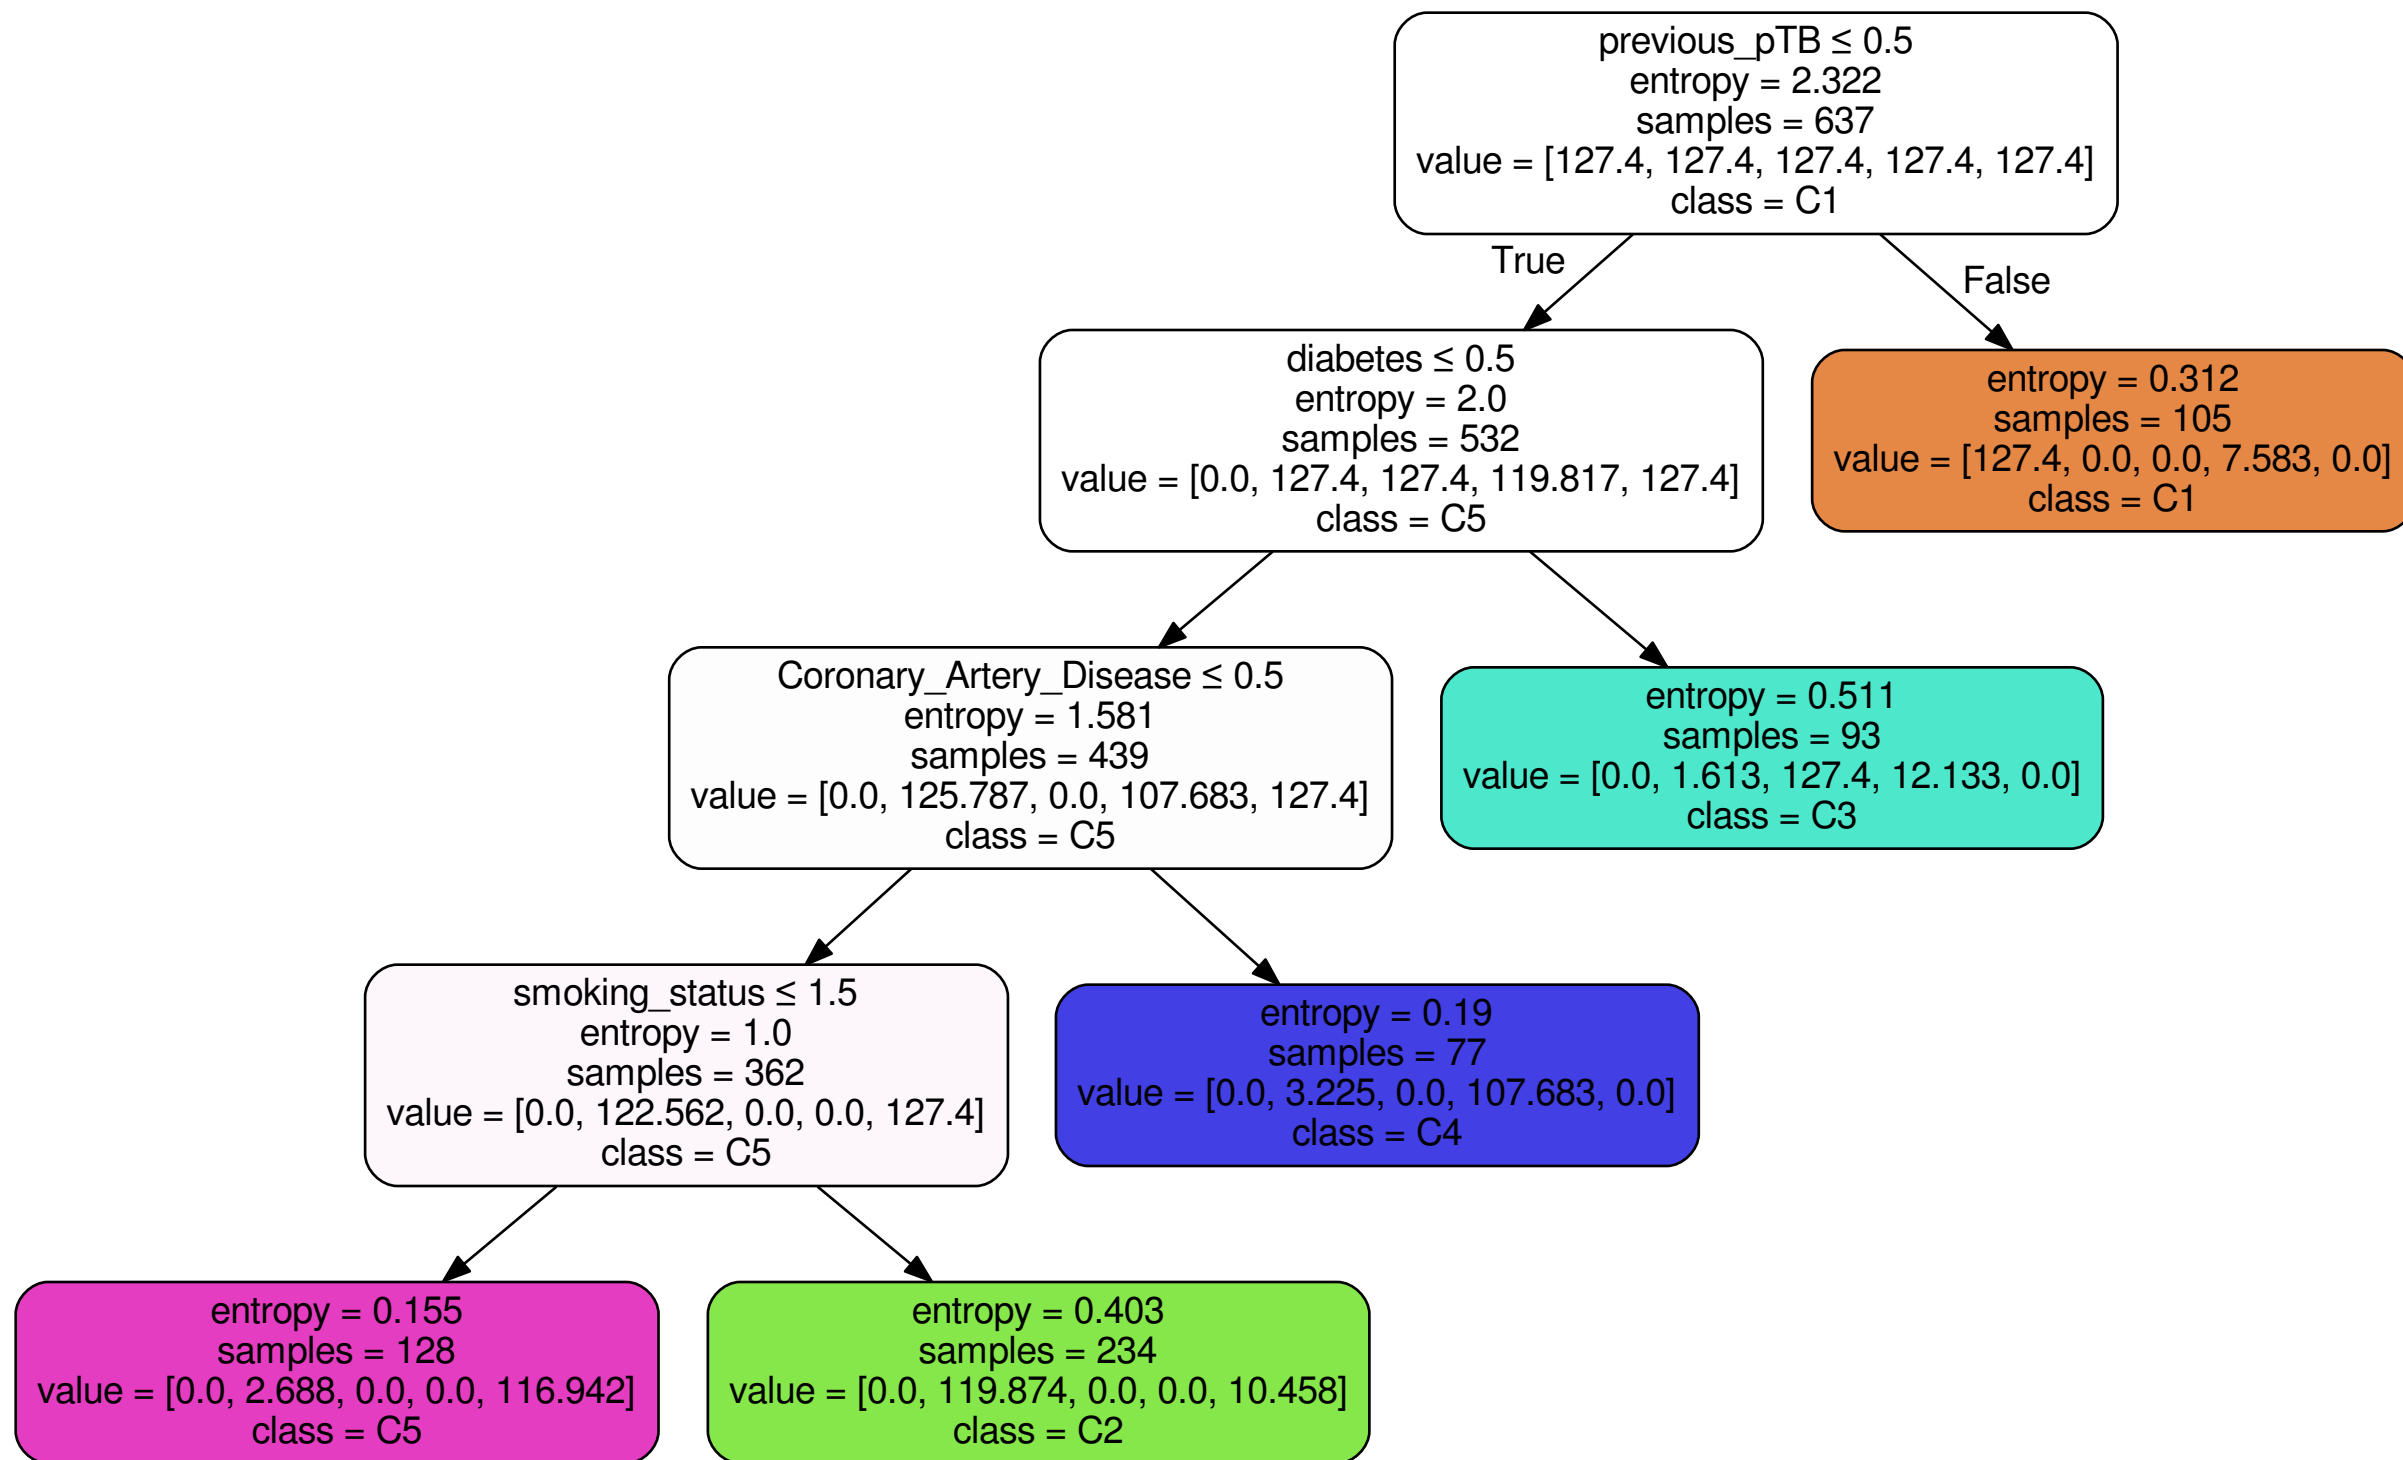 previous_pTB ≤ 0.5
entropy = 2.322
samples = 637
value = [127.4, 127.4, 127.4, 127.4, 127.4]
class = C1
True
False
diabetes ≤ 0.5
entropy = 2.0
samples = 532
value = [0.0, 127.4, 127.4, 119.817, 127.4]
class = C5
entropy = 0.312
samples = 105
value = [127.4, 0.0, 0.0, 7.583, 0.0]
class = C1
Coronary_Artery_Disease ≤ 0.5
entropy = 1.581
samples = 439
value = [0.0, 125.787, 0.0, 107.683, 127.4]
class = C5
entropy = 0.511
samples = 93
value = [0.0, 1.613, 127.4, 12.133, 0.0]
class = C3
smoking_status ≤ 1.5
entropy = 1.0
samples = 362
value = [0.0, 122.562, 0.0, 0.0, 127.4]
class = C5
entropy = 0.19
samples = 77
value = [0.0, 3.225, 0.0, 107.683, 0.0]
class = C4
entropy = 0.155
samples = 128
value = [0.0, 2.688, 0.0, 0.0, 116.942]
class = C5
entropy = 0.403
samples = 234
value = [0.0, 119.874, 0.0, 0.0, 10.458]
class = C2